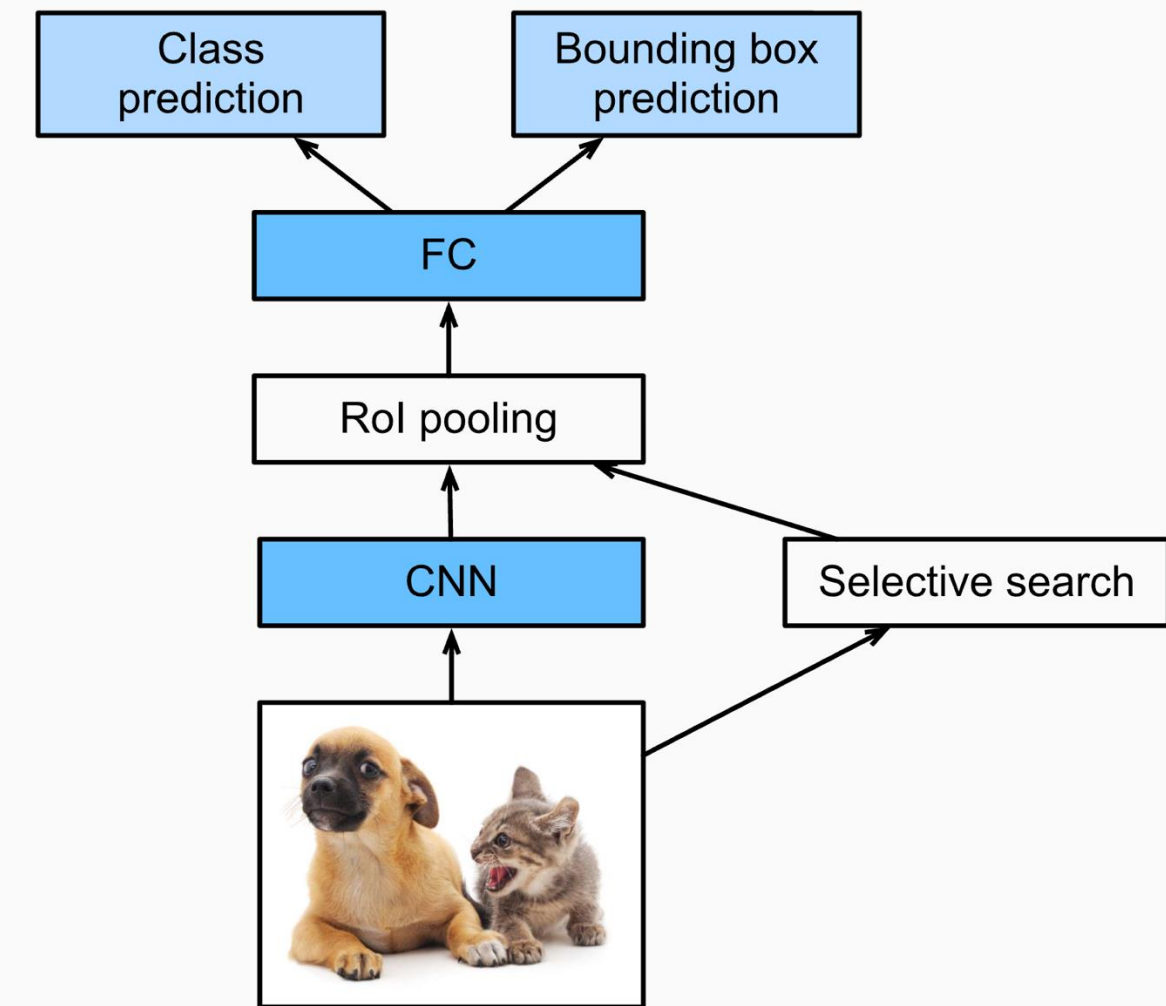 Class
prediction
Bounding box
prediction
FC
RoI pooling
CNN
Selective search